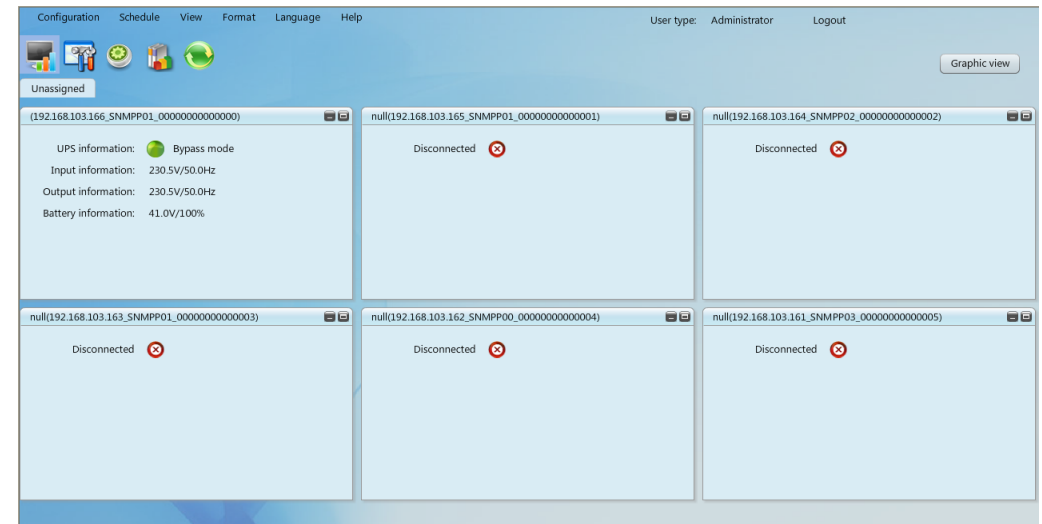 Configuration Schedule View Format Language Help User type: Administrator Logout
Graphic view
Unassigned
(192.168.103.166_SNMPP01_00000000000000) null(192.168.103.165_SNMPP01_00000000000001) null(192.168.103.164_SNMPP02_00000000000002)
UPS information: Bypass mode Disconnected Disconnected
Input information: 230.5V/50.0Hz
Output information: 230.5V/50.0Hz
Battery information: 41.0V/100%
null(192.168.103.163_SNMPP01_00000000000003) null(192.168.103.162_SNMPP00_00000000000004) null(192.168.103.161_SNMPP03_00000000000005)
Disconnected Disconnected Disconnected